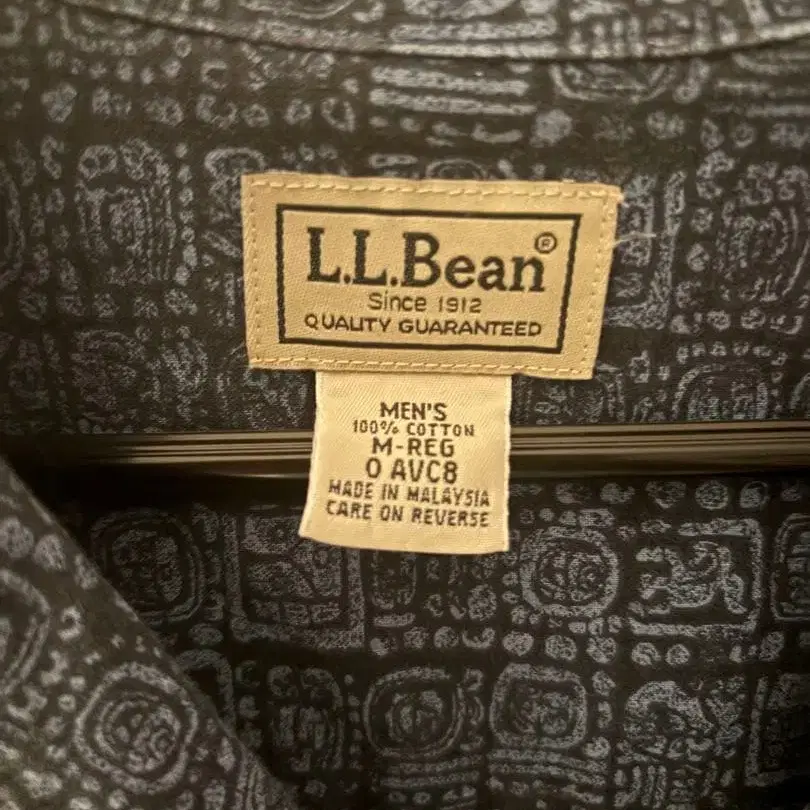 L.L.Bean®
Since 1912
QUALITY GUARANTEED
MEN'S
100% COTTON
M-REG
0 AVC8
MADE IN MALAYSIA
CARE ON REVERSE